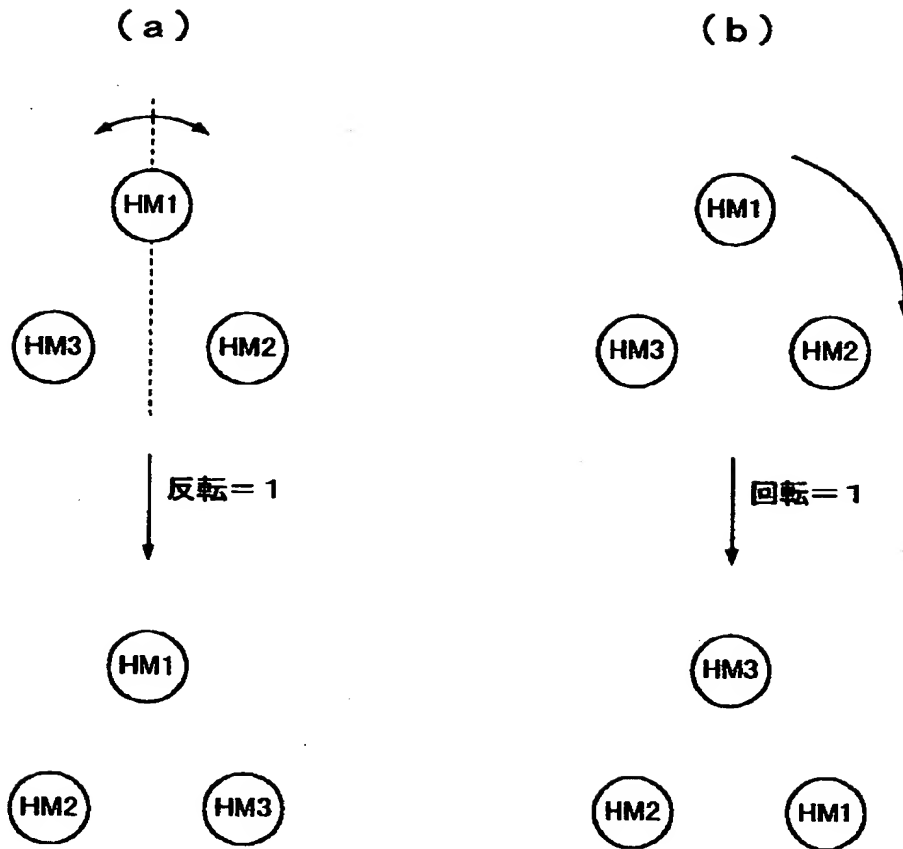 (a)
HM1
HM3 HM2
反転=1
HM1
HM2 HM3
(b)
HM1
HM3 HM2
回転=1
HM3
HM2 HM1